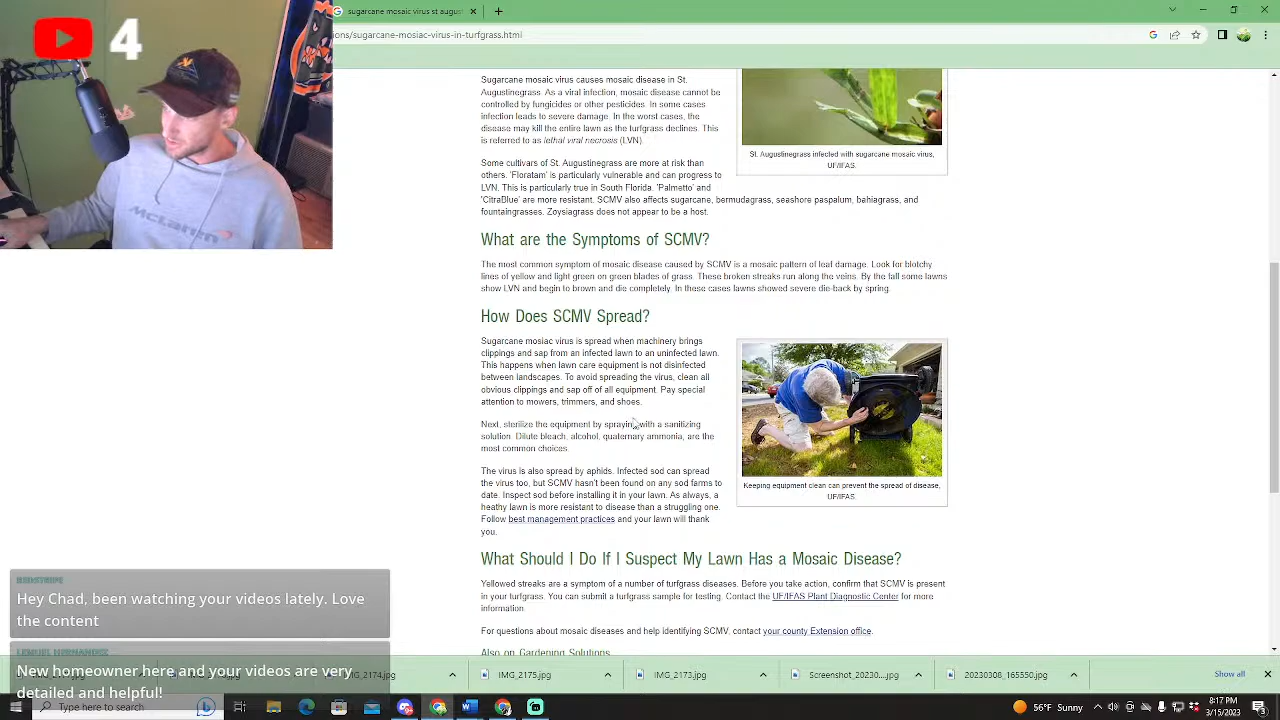 4
sugarcane mosaic virus st august
ions/sugarcane-mosaic-virus-in-turfgrass.html
McLaren
Sugarcane mosaic virus causes mosaic disease in St.
Augustinegrass. As a viral infection, mosaic disease cannot be
controlled by fungicides or other pesticides. In some cases
infection leads to severe damage. In the worst cases, the
disease may kill the entire lawn as the turfgrass declines. This
is referred to as lethal viral necrosis (LVN).
St. Augustinegrass infected with sugarcane mosaic virus,
UF/IFAS.
Some cultivars of St. Augustinegrass are more at risk than
others. 'Floratam' is particularly vulnerable and can progress to
LVN. This is particularly true in South Florida. 'Palmetto' and
'CitraBlue' are more resistant. SCMV also affects sugarcane, bermudagrass, seashore paspalum, bahiagrass, and
fountaingrasses. Zoysiagrass does not appear to be a host.
What are the Symptoms of SCMV?
The most common symptom of mosaic disease caused by SCMV is a mosaic pattern of leaf damage. Look for blotchy
lines of yellow and light green on green blades of grass. These broken streaks run along the veins. By the fall some lawns
show LVN and begin to brown and die completely. In these cases lawns showed severe die-back by spring.
How Does SCMV Spread?
Sugarcane mosaic virus is spread when machinery brings
clippings and sap from an infected lawn to an uninfected lawn.
This happens when lawn care equipment is not disinfected
between landscapes. To avoid spreading the virus, clean all
obvious clippings and sap off of all equipment. Pay special
attention to mowers, trimmers, and shoes.
Next, sterilize the equipment by spraying with a sanitizing
solution. Dilute bleach, alcohol, quaternary ammonia, are the
most common choices.
The virus is also spread by aphids. Infected sod can spread
the virus too, but SCMV hasn't been found on any sod farms to
date. Inspect sod before installing it in your lawn. As always, a
heathy lawn is more resistant to disease than a struggling one.
Follow best management practices and your lawn will thank
you.
Keeping equipment clean can prevent the spread of disease,
UF/IFAS.
What Should I Do If I Suspect My Lawn Has a Mosaic Disease?
Yellowed streaks are a symptom of a number of turfgrass diseases. Before you take action, confirm that SCMV is present
in your turfgrass. You can submit a turfgrass sample for testing. Contact the UF/IFAS Plant Diagnostic Center for more
information.
For questions about mosaic diseases and help identifying SCMV, contact your county Extension office.
Also on Gardening Solutions
Hey Chad, been watching your videos lately. Love
the content
LEMUEL HERNANDEZ
New homeowner here and your videos are very
detailed and helpful!
2174.jpg
IMG_2175.jpg
IMG_2173.jpg
Screenshot_20230....jpg
20230308_165550.jpg
Show all
Type here to search
56°F Sunny
8:17 PM
3/15/2023